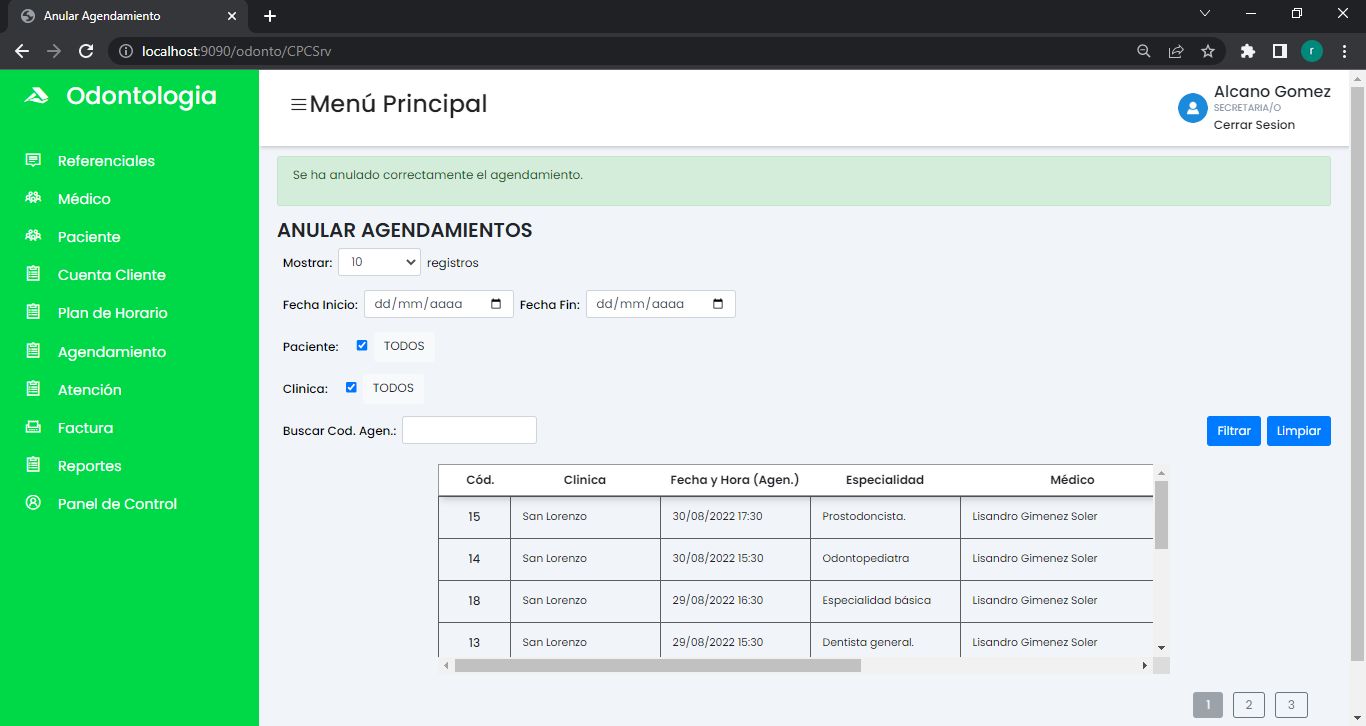 Anular Agendamiento
localhost:9090/odonto/CPCSrv
r
Odontologia
Referenciales
Médico
Paciente
Cuenta Cliente
Plan de Horario
Agendamiento
Atención
Factura
Reportes
Panel de Control
Menú Principal
Alcano Gomez
SECRETARIA/O
Cerrar Sesion
Se ha anulado correctamente el agendamiento.
ANULAR AGENDAMIENTOS
Mostrar: 10 registros
Fecha Inicio: dd/mm/aaaa Fecha Fin: dd/mm/aaaa
Paciente: TODOS
Clinica: TODOS
Buscar Cod. Agen.: Filtrar Limpiar
Cód. Clinica Fecha y Hora (Agen.) Especialidad Médico
15 San Lorenzo 30/08/2022 17:30 Prostodoncista. Lisandro Gimenez Soler
14 San Lorenzo 30/08/2022 15:30 Odontopediatra Lisandro Gimenez Soler
18 San Lorenzo 29/08/2022 16:30 Especialidad básica Lisandro Gimenez Soler
13 San Lorenzo 29/08/2022 15:30 Dentista general. Lisandro Gimenez Soler
1 2 3